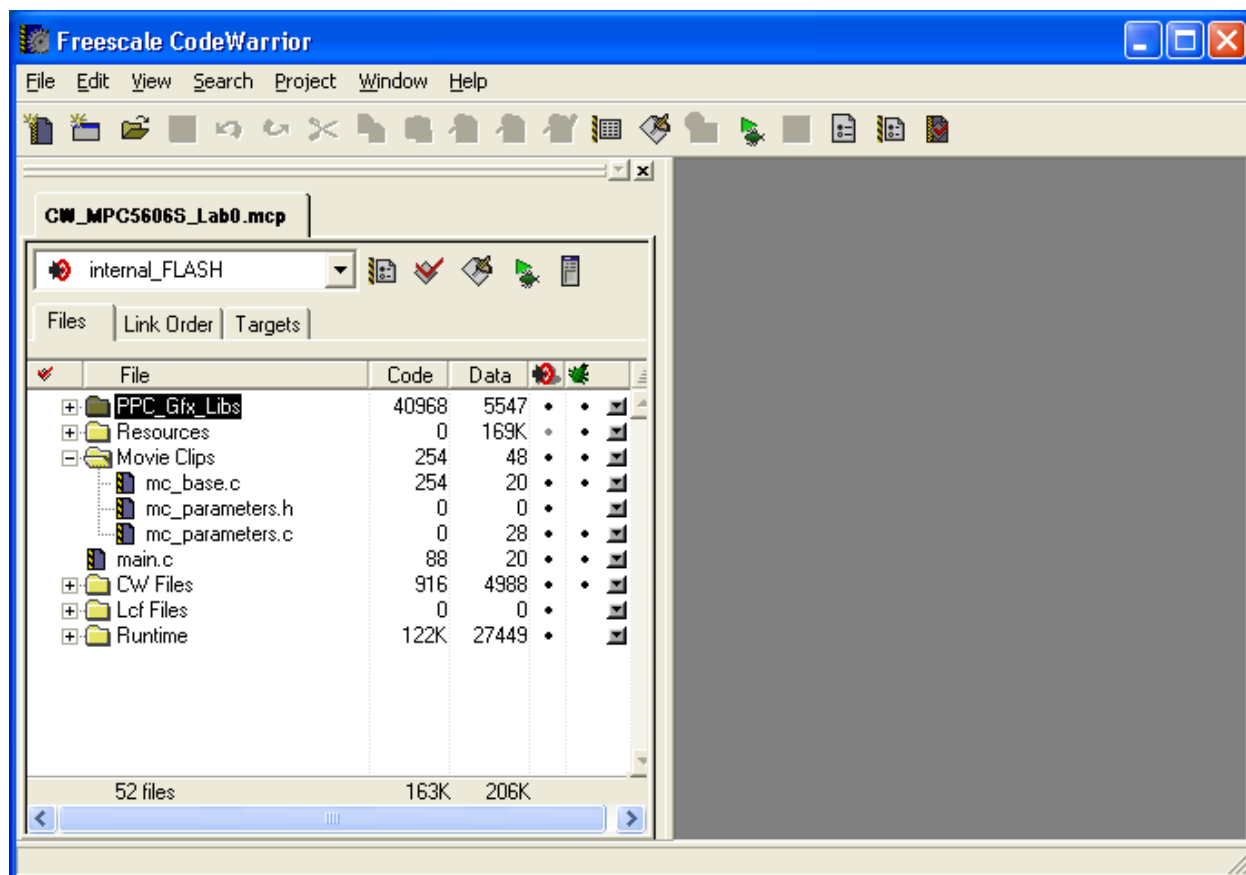 Freescale CodeWarrior
File Edit View Search Project Window Help
CW_MPC5606S_Lab0.mcp
internal_FLASH
Files Link Order Targets
File Code Data
PPC_Gfx_Libs 40968 5547
Resources 0 169K
Movie Clips 254 48
mc_base.c 254 20
mc_parameters.h 0 0
mc_parameters.c 0 28
main.c 88 20
CW Files 916 4988
Lcf Files 0 0
Runtime 122K 27449
52 files 163K 206K